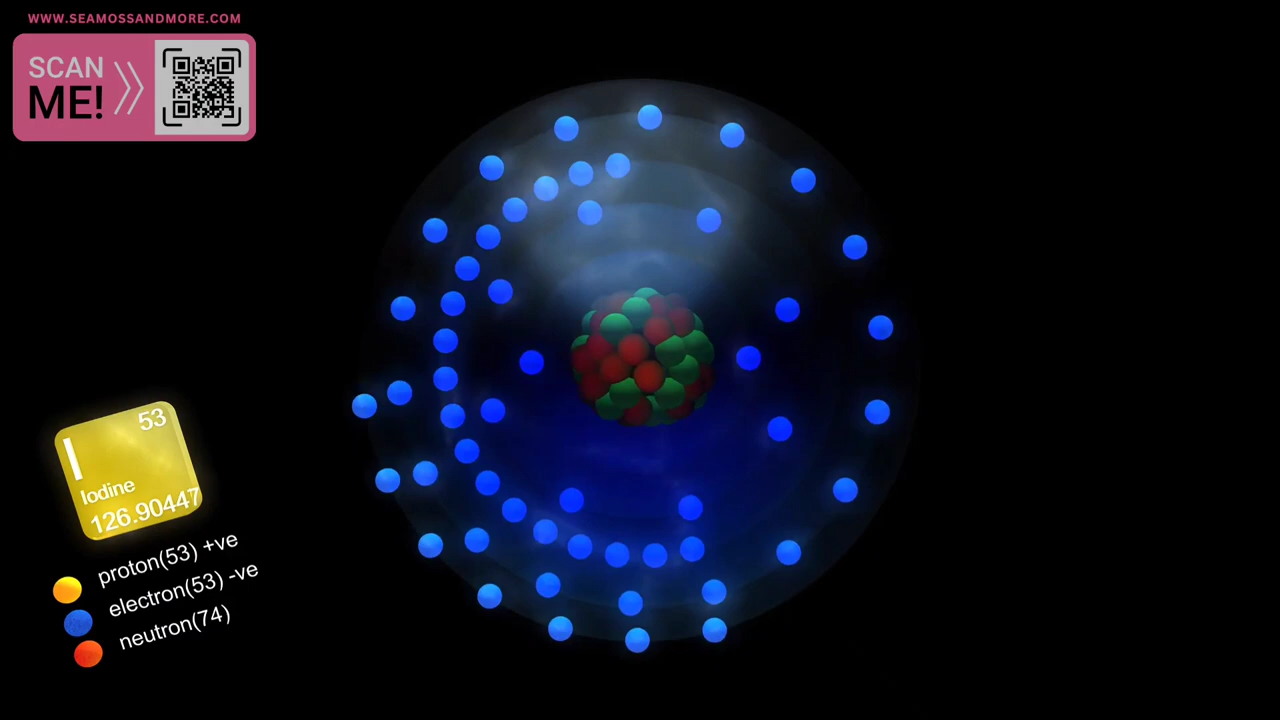 WWW.SEAMOSSANDMORE.COM
SCAN
ME!
53
I
Iodine
126.90447
proton(53) +ve
electron(53) -ve
neutron(74)